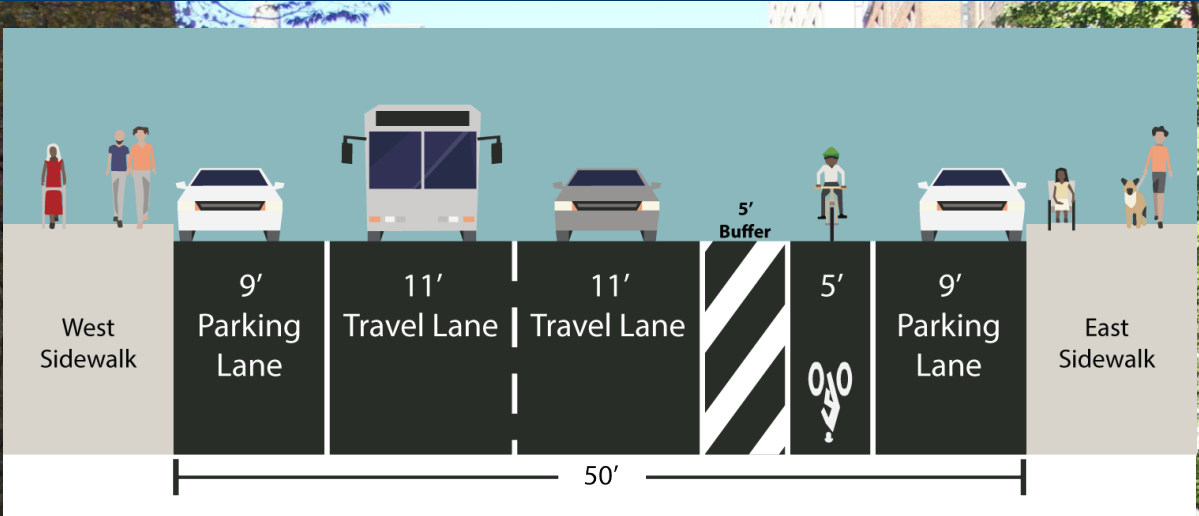 5’
Buffer
9’
Parking
Lane
11’
Travel Lane
11’
Travel Lane
5’
9’
Parking
Lane
West
Sidewalk
East
Sidewalk
50’